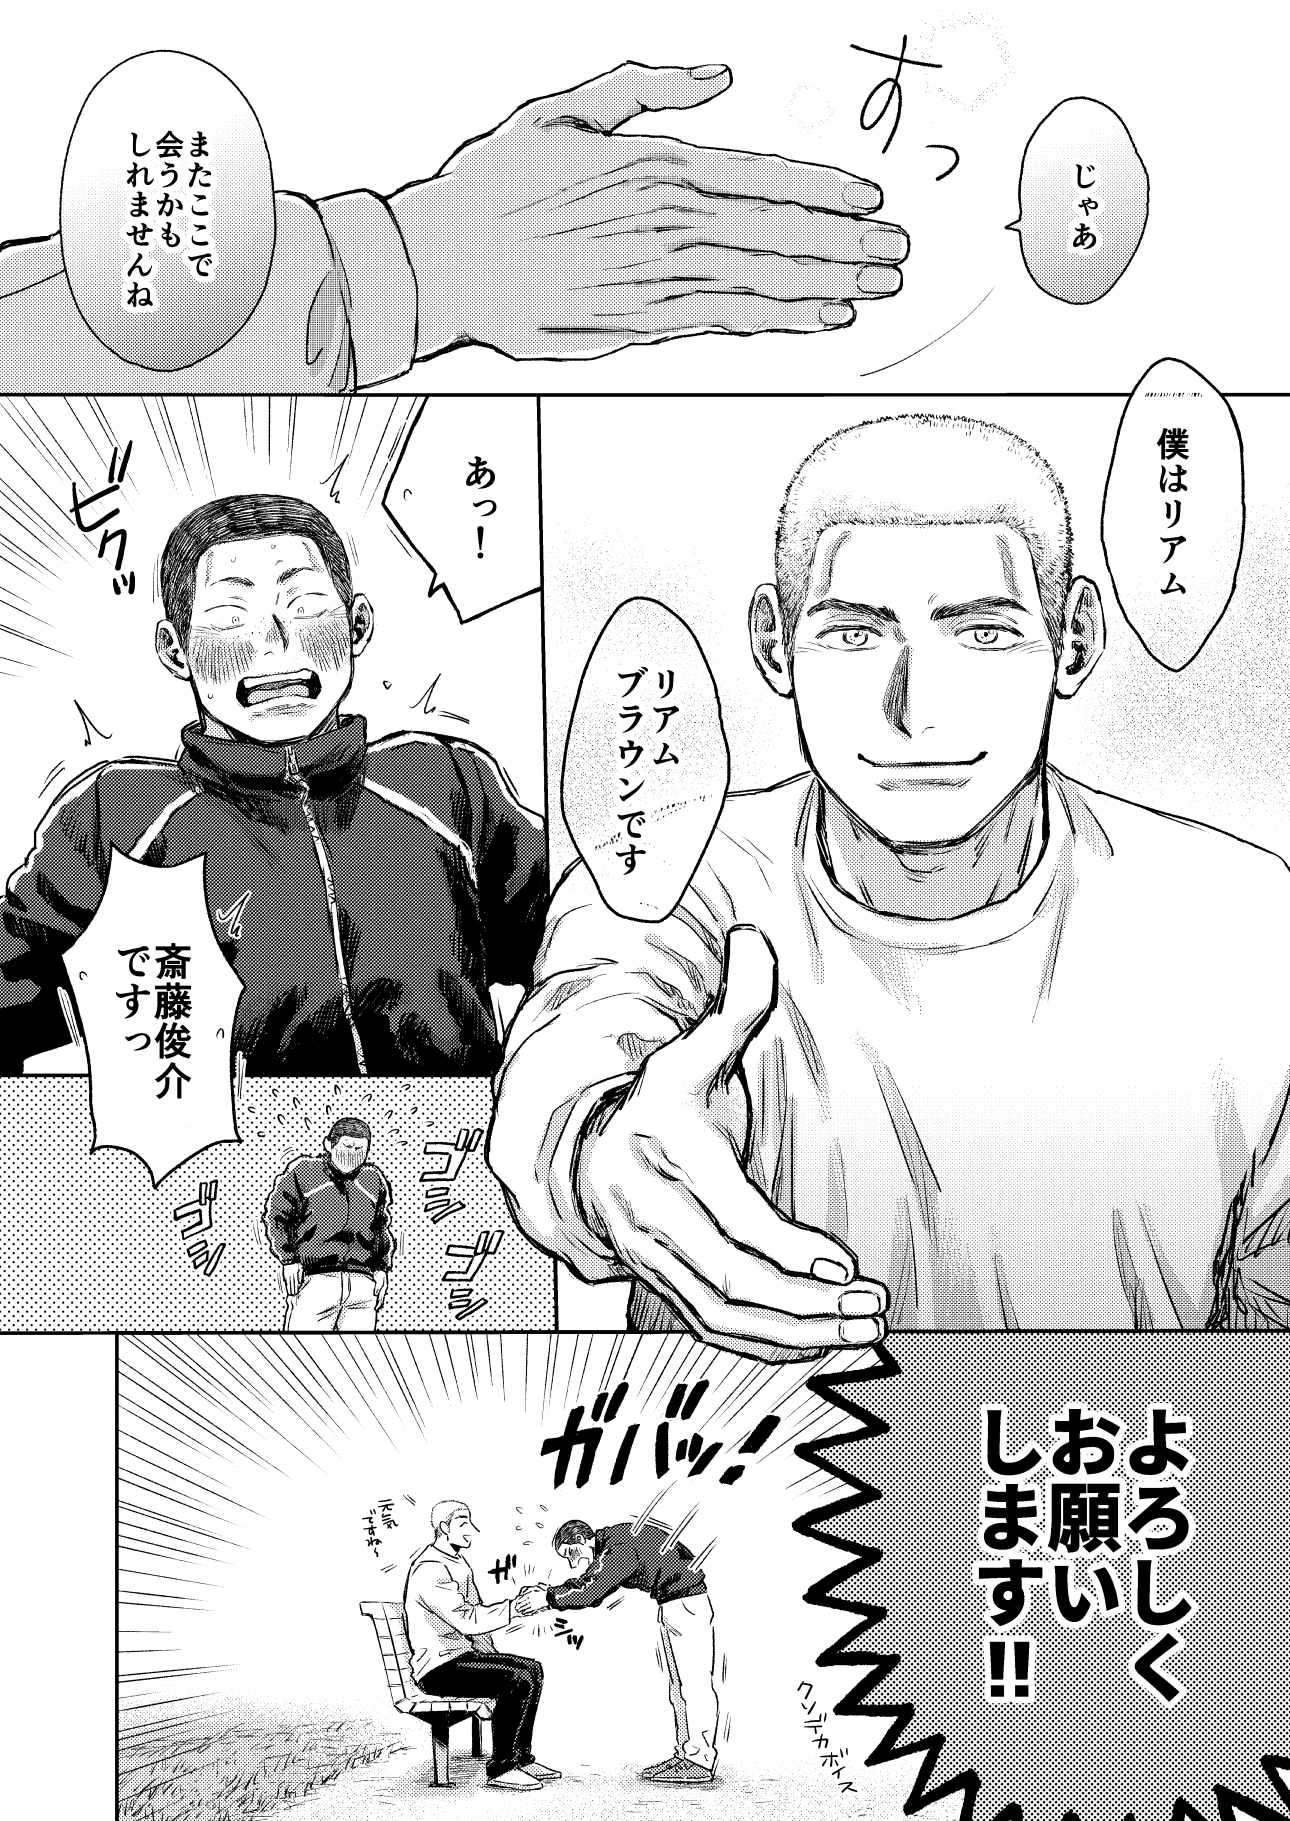 じゃあ
すっ
またここで
会うかも
しれませんね
僕はリアム
リアム
ブラウンです
あっ！
ビクッ
斎藤俊介
ですっ
ゴシ
ゴシ
ゴシ
よろしく
お願い
します!!
ガバッ！
元気
ですね〜
ガ
シッ
クソデカボイス